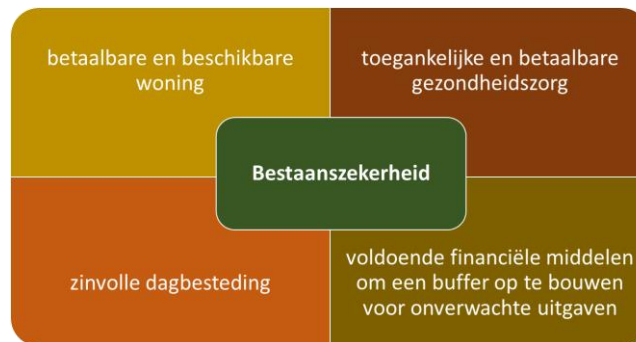 betaalbare en beschikbare
woning
toegankelijke en betaalbare
gezondheidszorg
Bestaanszekerheid
zinvolle dagbesteding
voldoende financiële middelen
om een buffer op te bouwen
voor onverwachte uitgaven